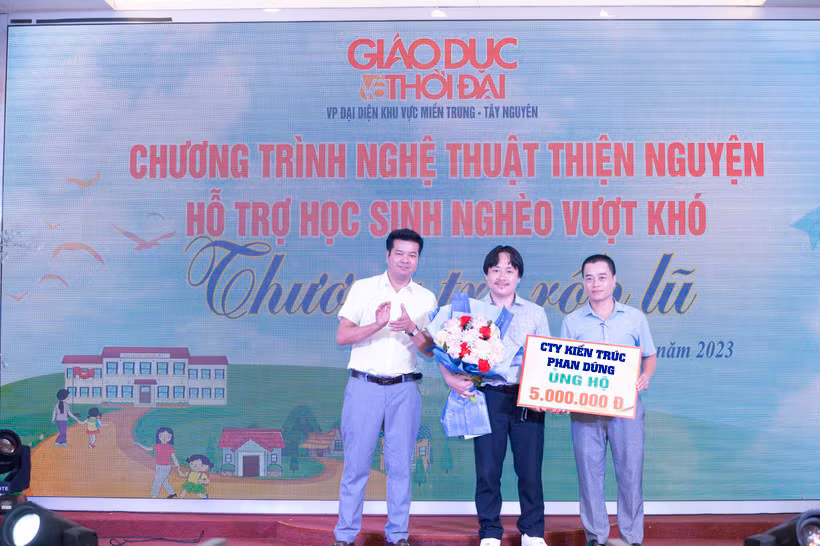 GIÁO DỤC
và THỜI ĐẠI
VP ĐẠI DIỆN KHU VỰC MIỀN TRUNG - TÂY NGUYÊN
CHƯƠNG TRÌNH NGHỆ THUẬT THIỆN NGUYỆN
HỖ TRỢ HỌC SINH NGHÈO VƯỢT KHÓ
lũ
năm 2023
CTY KIẾN TRÚC
PHAN DŨNG
ỦNG HỘ
5.000.000 Đ